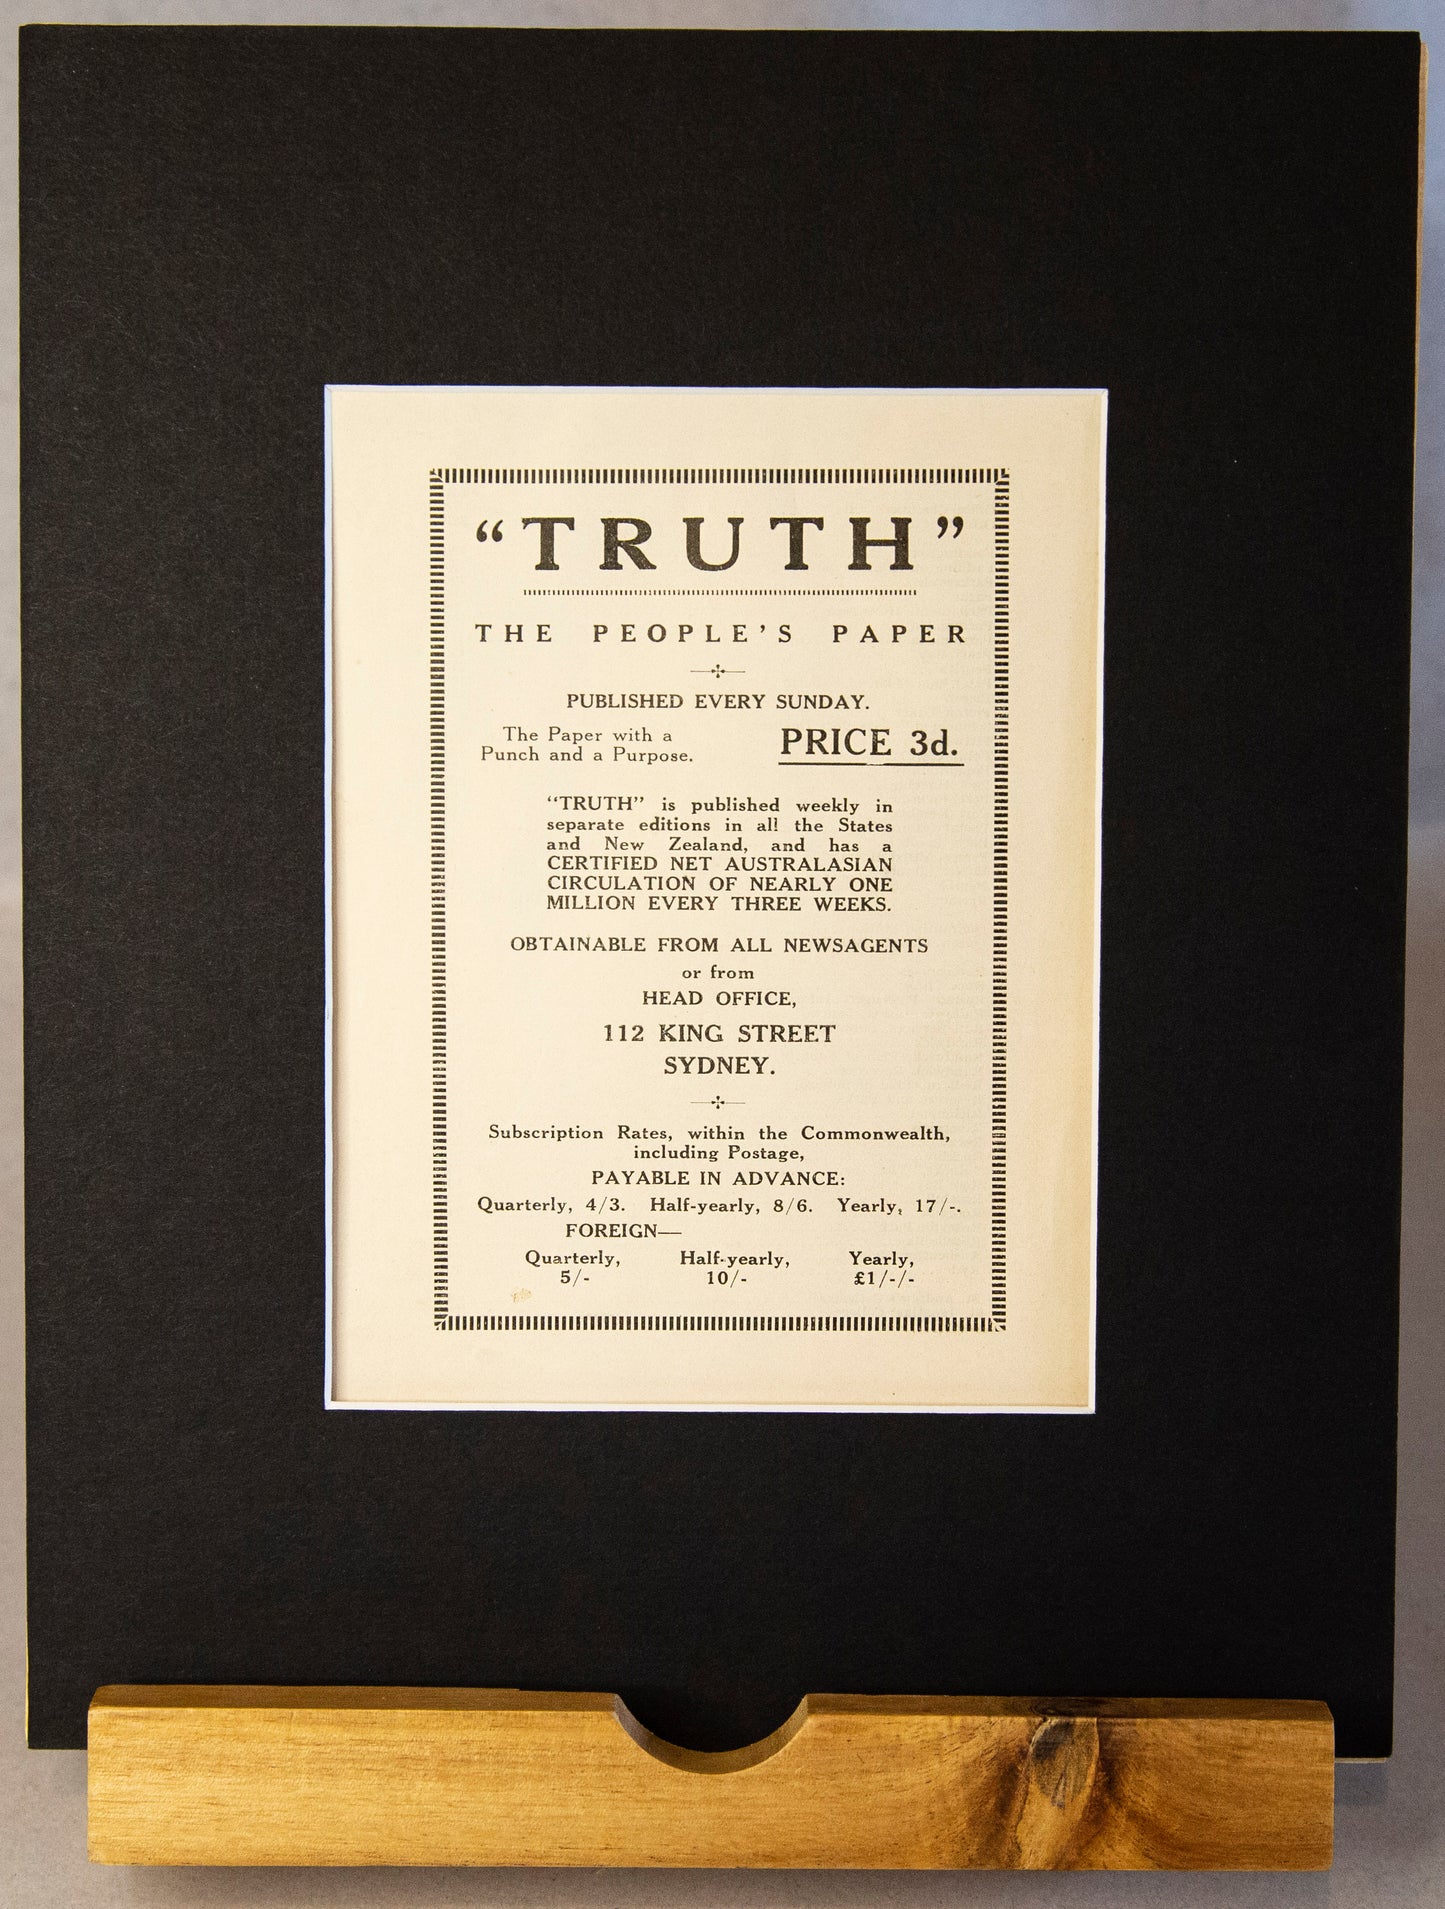 “TRUTH”
THE PEOPLE'S PAPER
PUBLISHED EVERY SUNDAY.
The Paper with a
Punch and a Purpose.
PRICE 3d.
“TRUTH” is published weekly in
separate editions in all the States
and New Zealand, and has a
CERTIFIED NET AUSTRALASIAN
CIRCULATION OF NEARLY ONE
MILLION EVERY THREE WEEKS.
OBTAINABLE FROM ALL NEWSAGENTS
or from
HEAD OFFICE,
112 KING STREET
SYDNEY.
Subscription Rates, within the Commonwealth,
including Postage,
PAYABLE IN ADVANCE:
Quarterly, 4/3. Half-yearly, 8/6. Yearly, 17/-.
FOREIGN—
Quarterly, Half-yearly, Yearly,
5/- 10/- £1/-/-